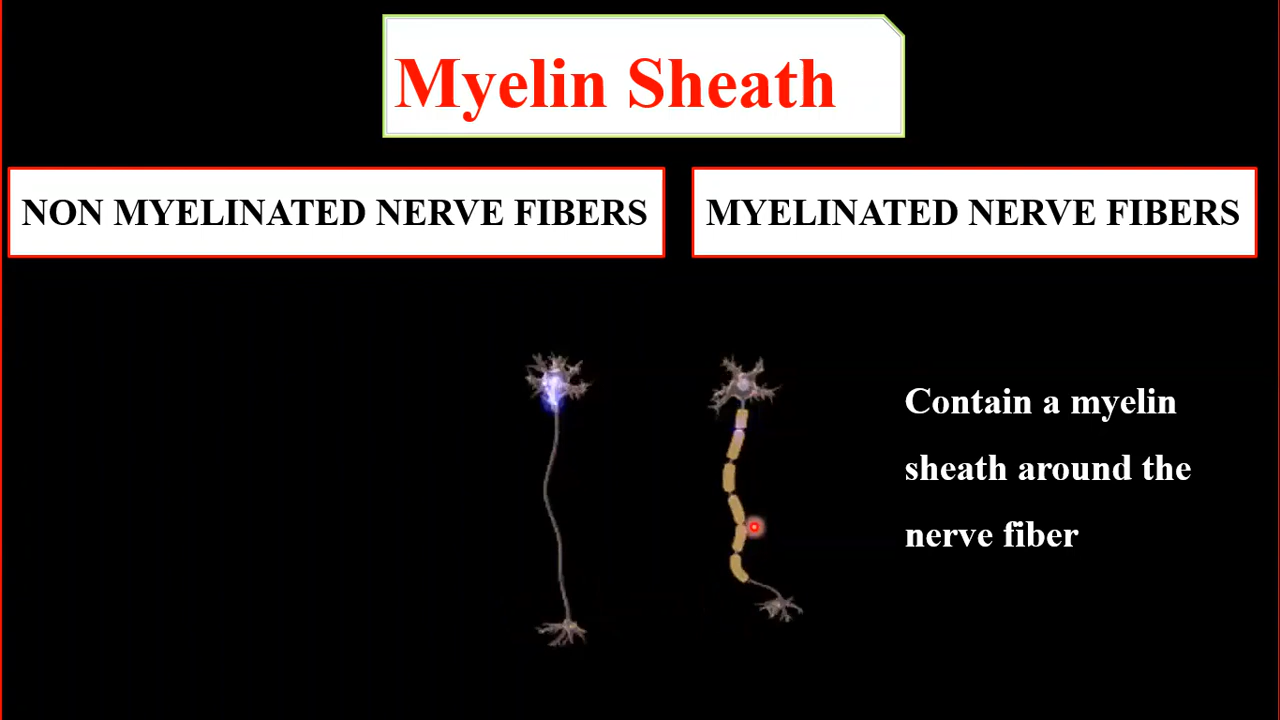 Myelin Sheath
NON MYELINATED NERVE FIBERS
MYELINATED NERVE FIBERS
Contain a myelin
sheath around the
nerve fiber